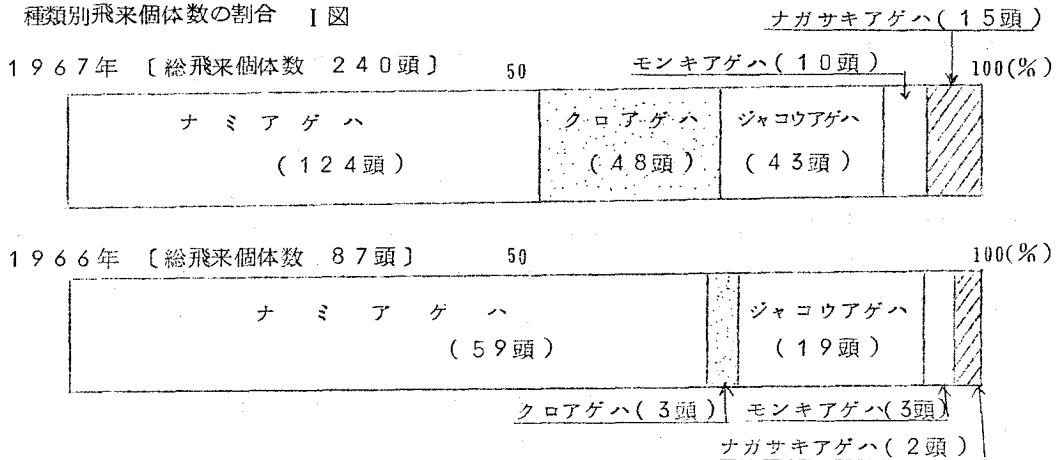 種類別飛来個体数の割合 I図
ナガサキアゲハ(15頭)
1967年 〔総飛来個体数 240頭〕 50 モンキアゲハ(10頭) 100(%)
ナミアゲハ クロアゲハ ジャコウアゲハ
(124頭) (48頭) (43頭)
1966年 〔総飛来個体数 87頭〕 50 100(%)
ナミアゲハ ジャコウアゲハ
(59頭) (19頭)
クロアゲハ(3頭) モンキアゲハ(3頭)
ナガサキアゲハ(2頭)